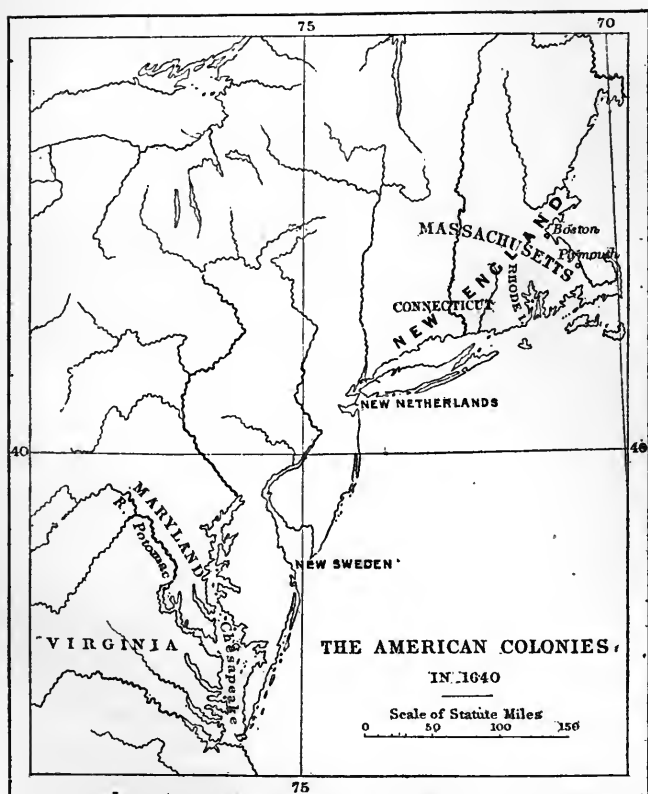 75
70
NEW ENGLAND
Boston
MASSACHUSETTS
Plymouth
RHODE I.
CONNECTICUT
NEW NETHERLANDS
40
40
MARYLAND
R. Potomac
NEW SWEDEN
VIRGINIA
Chesapeake
THE AMERICAN COLONIES
IN 1640
Scale of Statute Miles
0 50 100 150
75